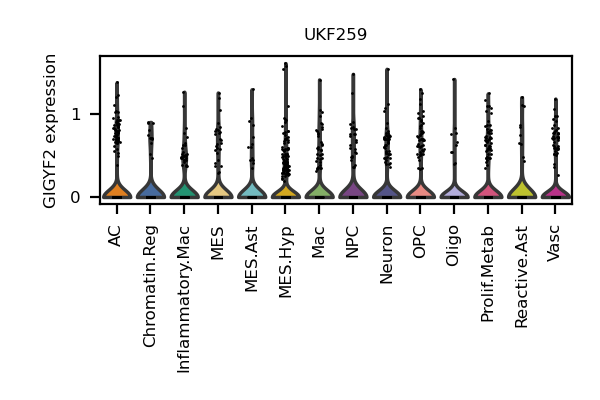 UKF259
GIGYF2 expression
1
0
AC
Chromatin.Reg
Inflammatory.Mac
MES
MES.Ast
MES.Hyp
Mac
NPC
Neuron
OPC
Oligo
Prolif.Metab
Reactive.Ast
Vasc